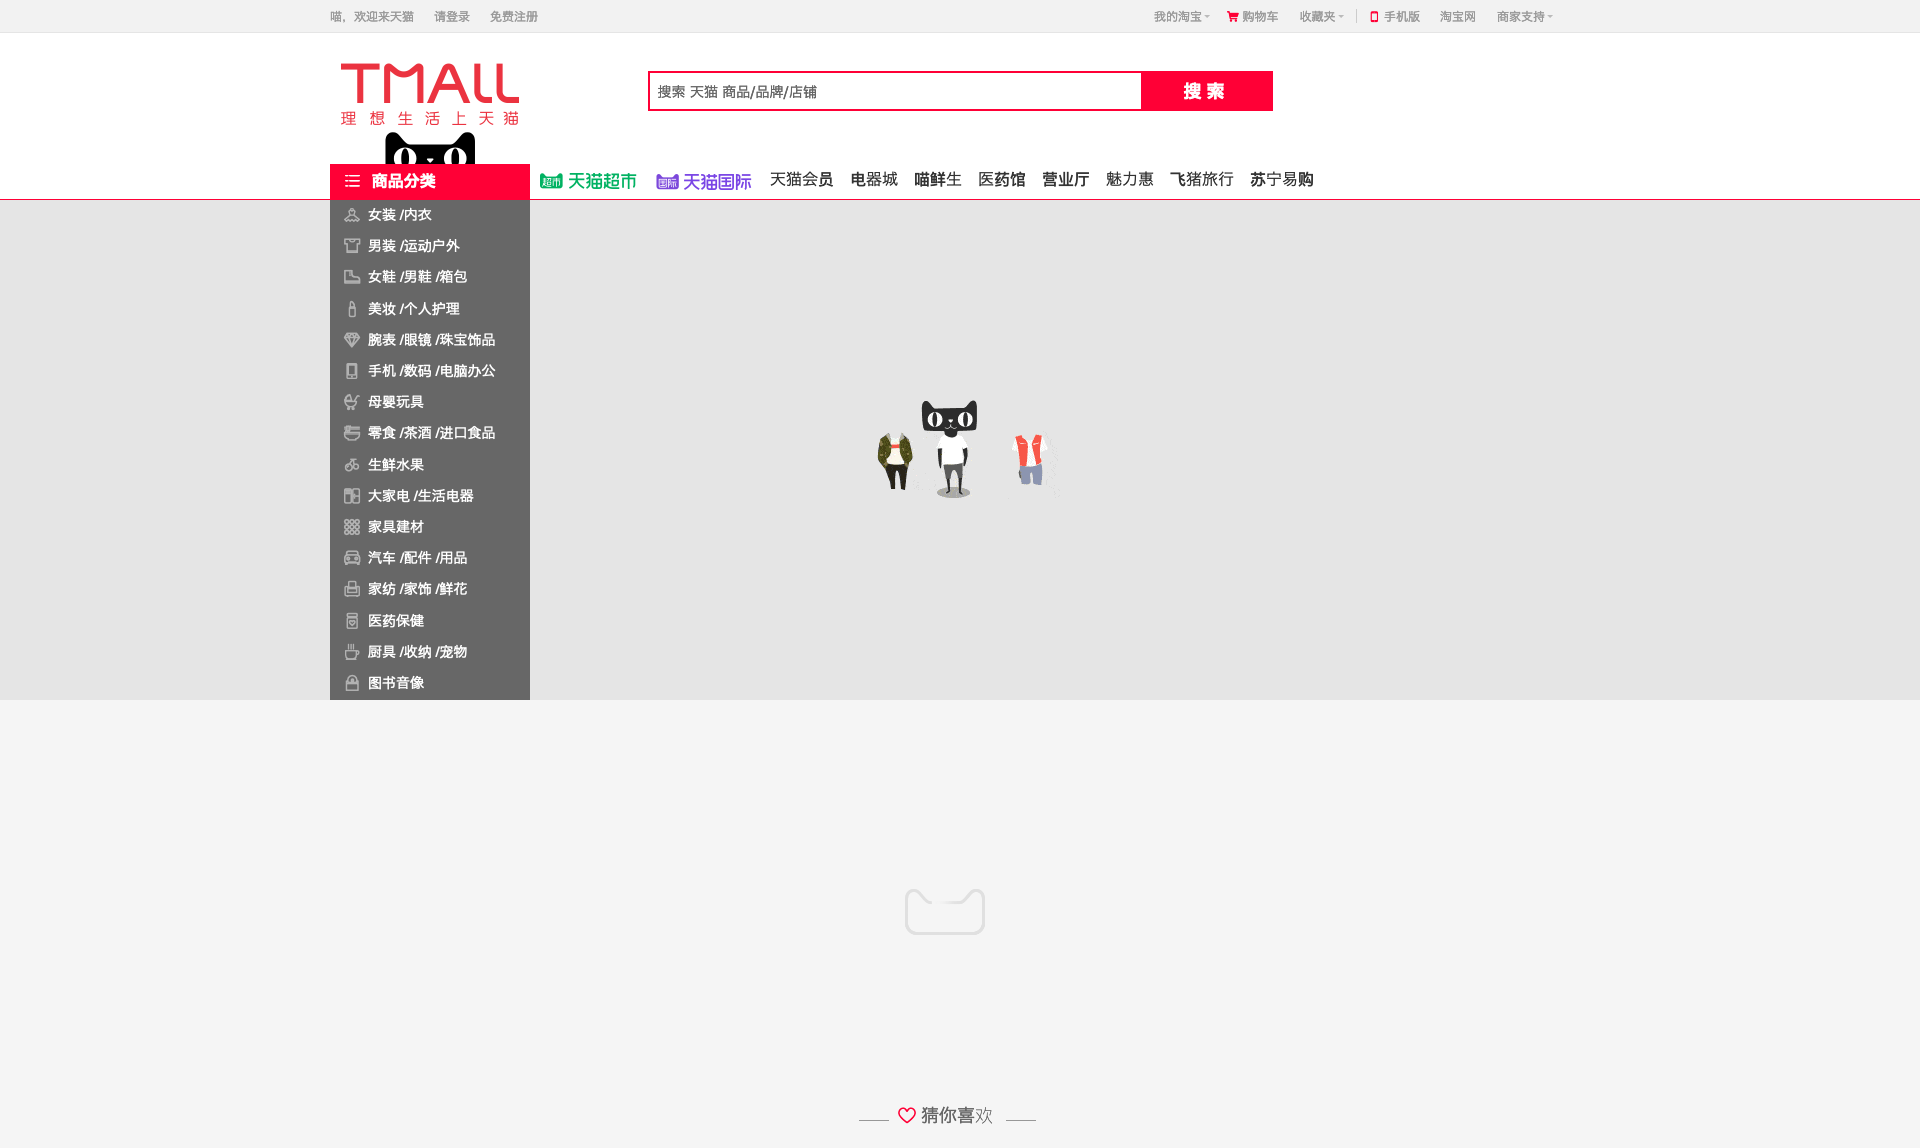 喵，欢迎来天猫 请登录 免费注册 我的淘宝 购物车 收藏夹 手机版 淘宝网 商家支持
TMALL
理想生活上天猫
搜索 天猫 商品/品牌/店铺 搜 索
商品分类 超市 天猫超市 国际 天猫国际 天猫会员 电器城 喵鲜生 医药馆 营业厅 魅力惠 飞猪旅行 苏宁易购
女装 /内衣
男装 /运动户外
女鞋 /男鞋 /箱包
美妆 /个人护理
腕表 /眼镜 /珠宝饰品
手机 /数码 /电脑办公
母婴玩具
零食 /茶酒 /进口食品
生鲜水果
大家电 /生活电器
家具建材
汽车 /配件 /用品
家纺 /家饰 /鲜花
医药保健
厨具 /收纳 /宠物
图书音像
猜你喜欢